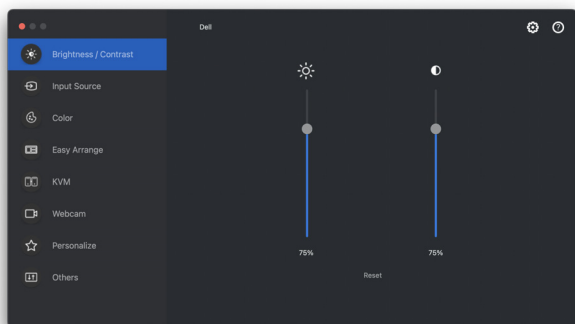 Dell
Brightness / Contrast
Input Source
Color
Easy Arrange
KVM
Webcam
Personalize
Others
75%
75%
Reset